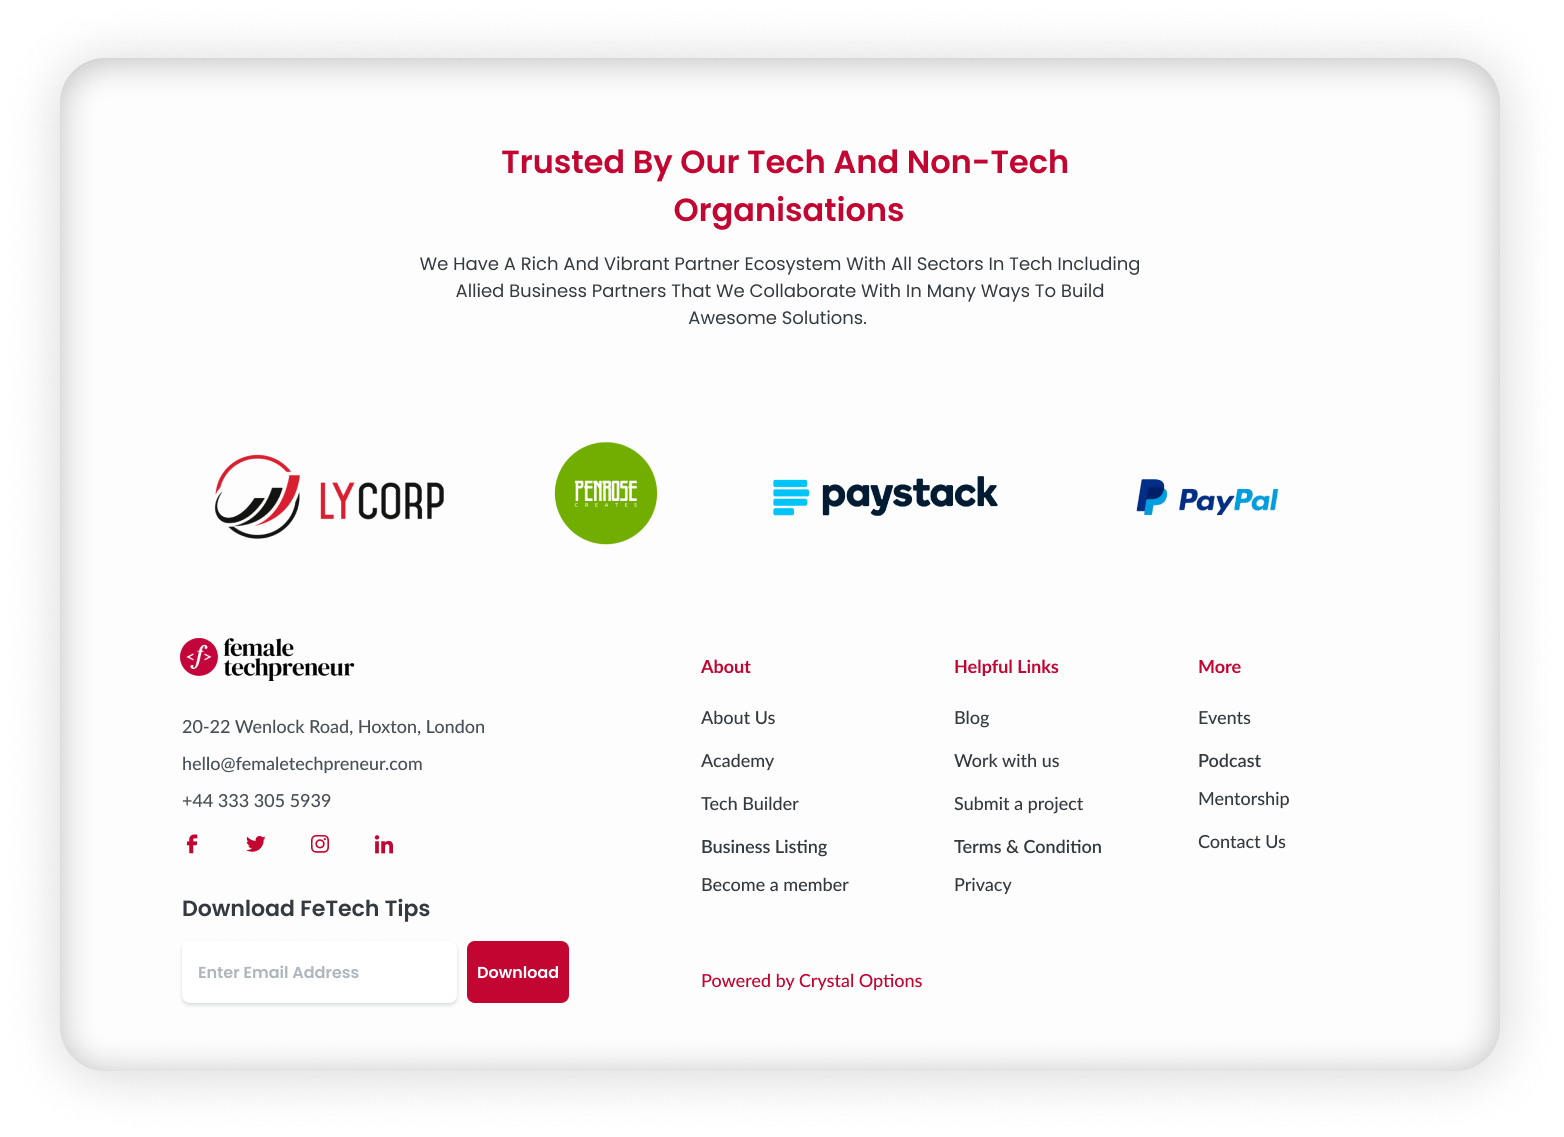 Trusted By Our Tech And Non-Tech
Organisations
We Have A Rich And Vibrant Partner Ecosystem With All Sectors In Tech Including
Allied Business Partners That We Collaborate With In Many Ways To Build
Awesome Solutions.
LYCORP
PENROSE
CREATES
paystack
PayPal
<f>
female
techpreneur
20-22 Wenlock Road, Hoxton, London
hello@femaletechpreneur.com
+44 333 305 5939
Download FeTech Tips
Enter Email Address
Download
About
About Us
Academy
Tech Builder
Business Listing
Become a member
Helpful Links
Blog
Work with us
Submit a project
Terms & Condition
Privacy
More
Events
Podcast
Mentorship
Contact Us
Powered by Crystal Options